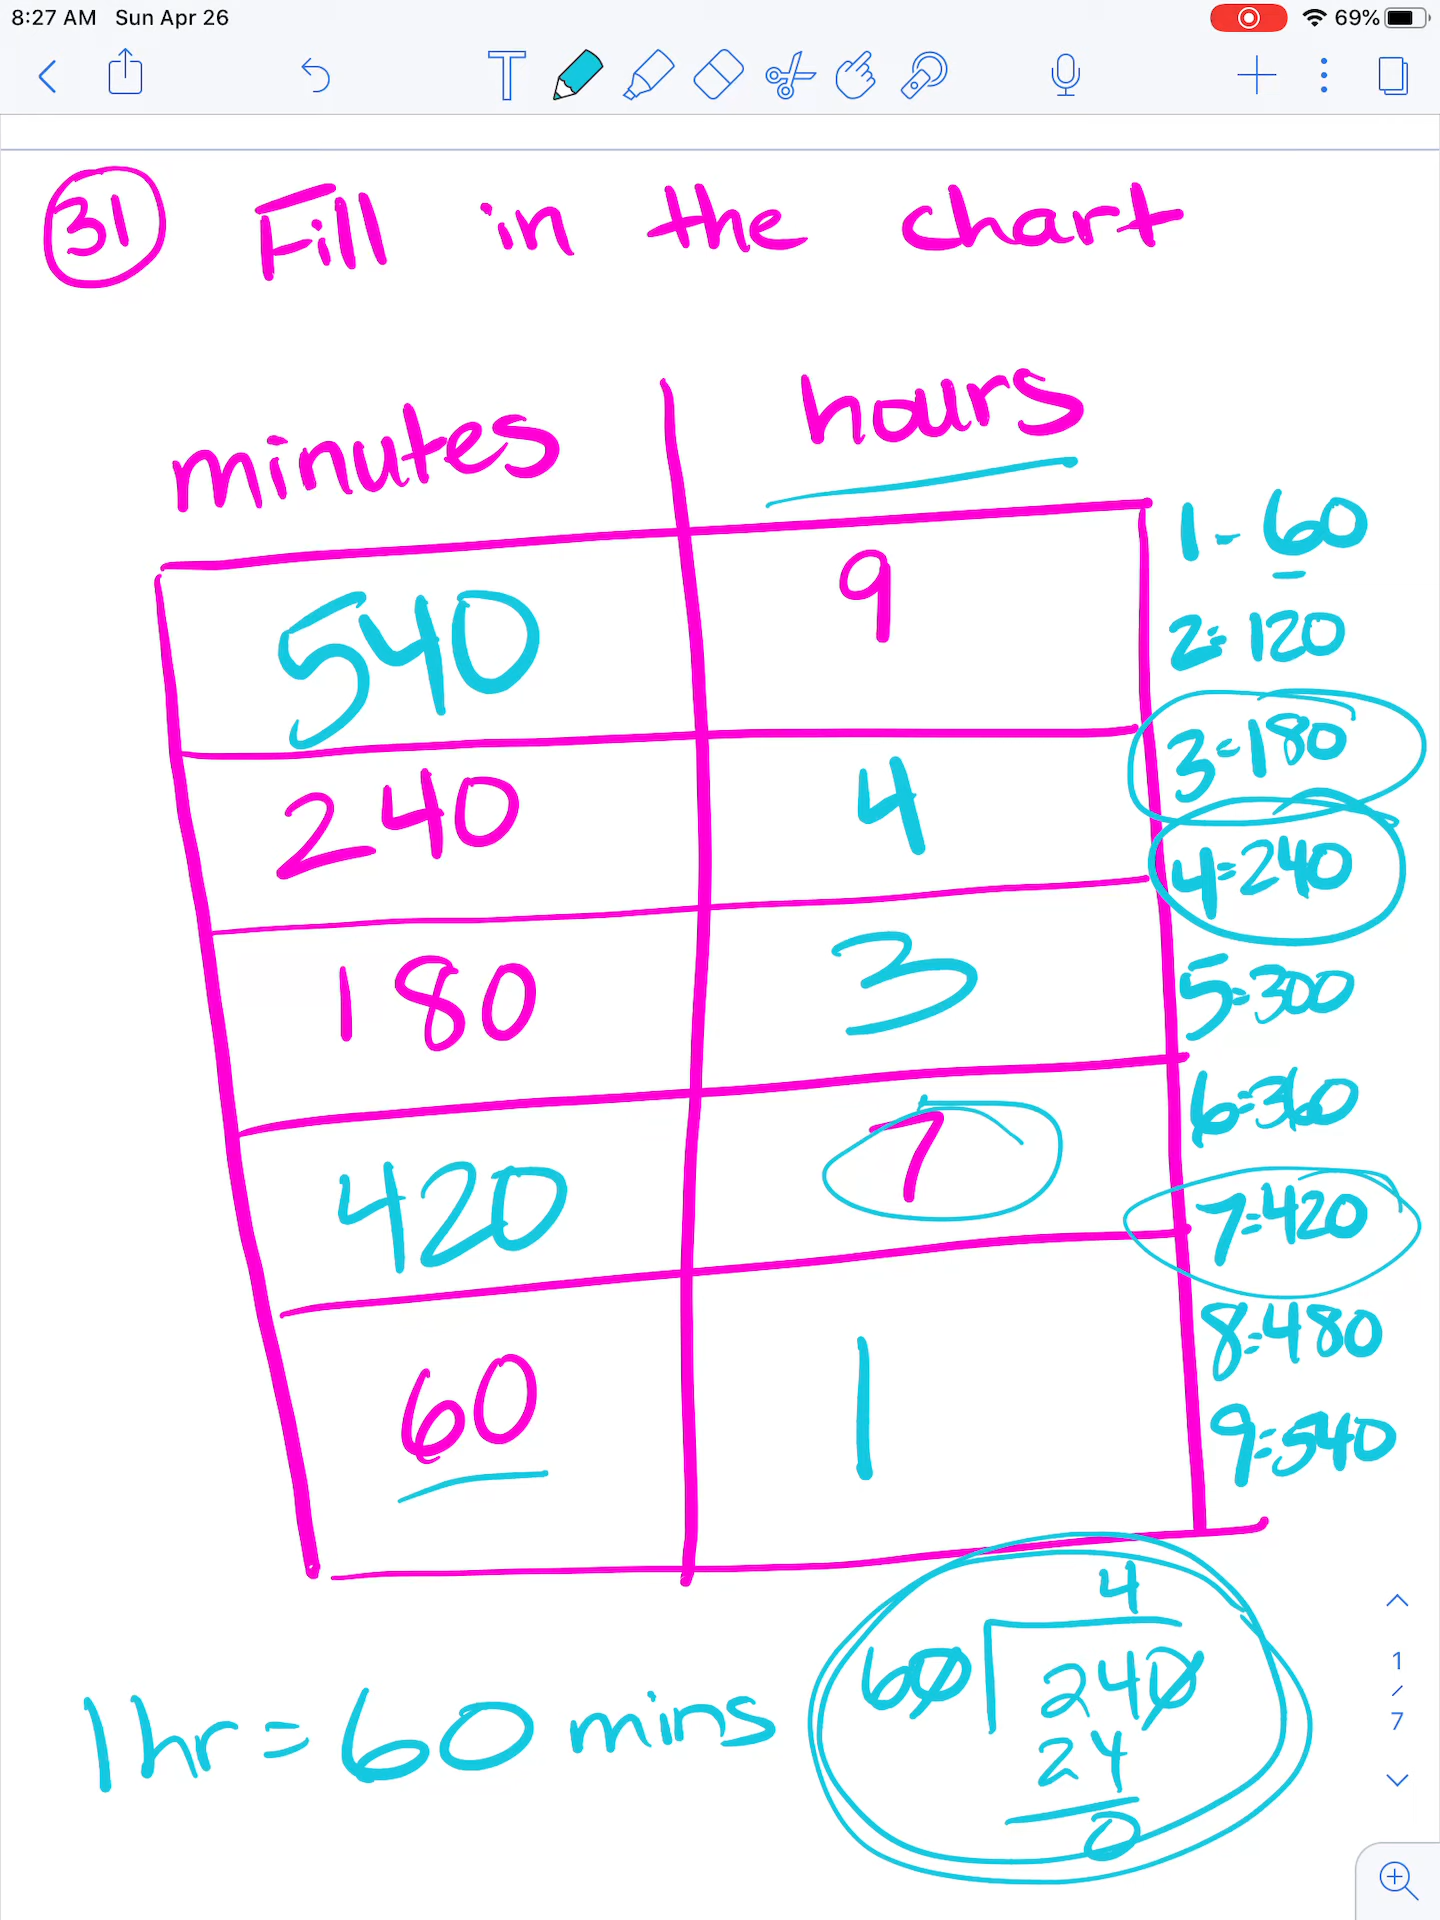 8:27 AM Sun Apr 26 69%
31 Fill in the chart
minutes hours
540 9
240 4
180 3
420 7
60 1
1 - 60
2 = 120
3 = 180
4 = 240
5 = 300
6 = 360
7 = 420
8 = 480
9 = 540
1 hr = 60 mins
4
60 240
24
0
1
/
7